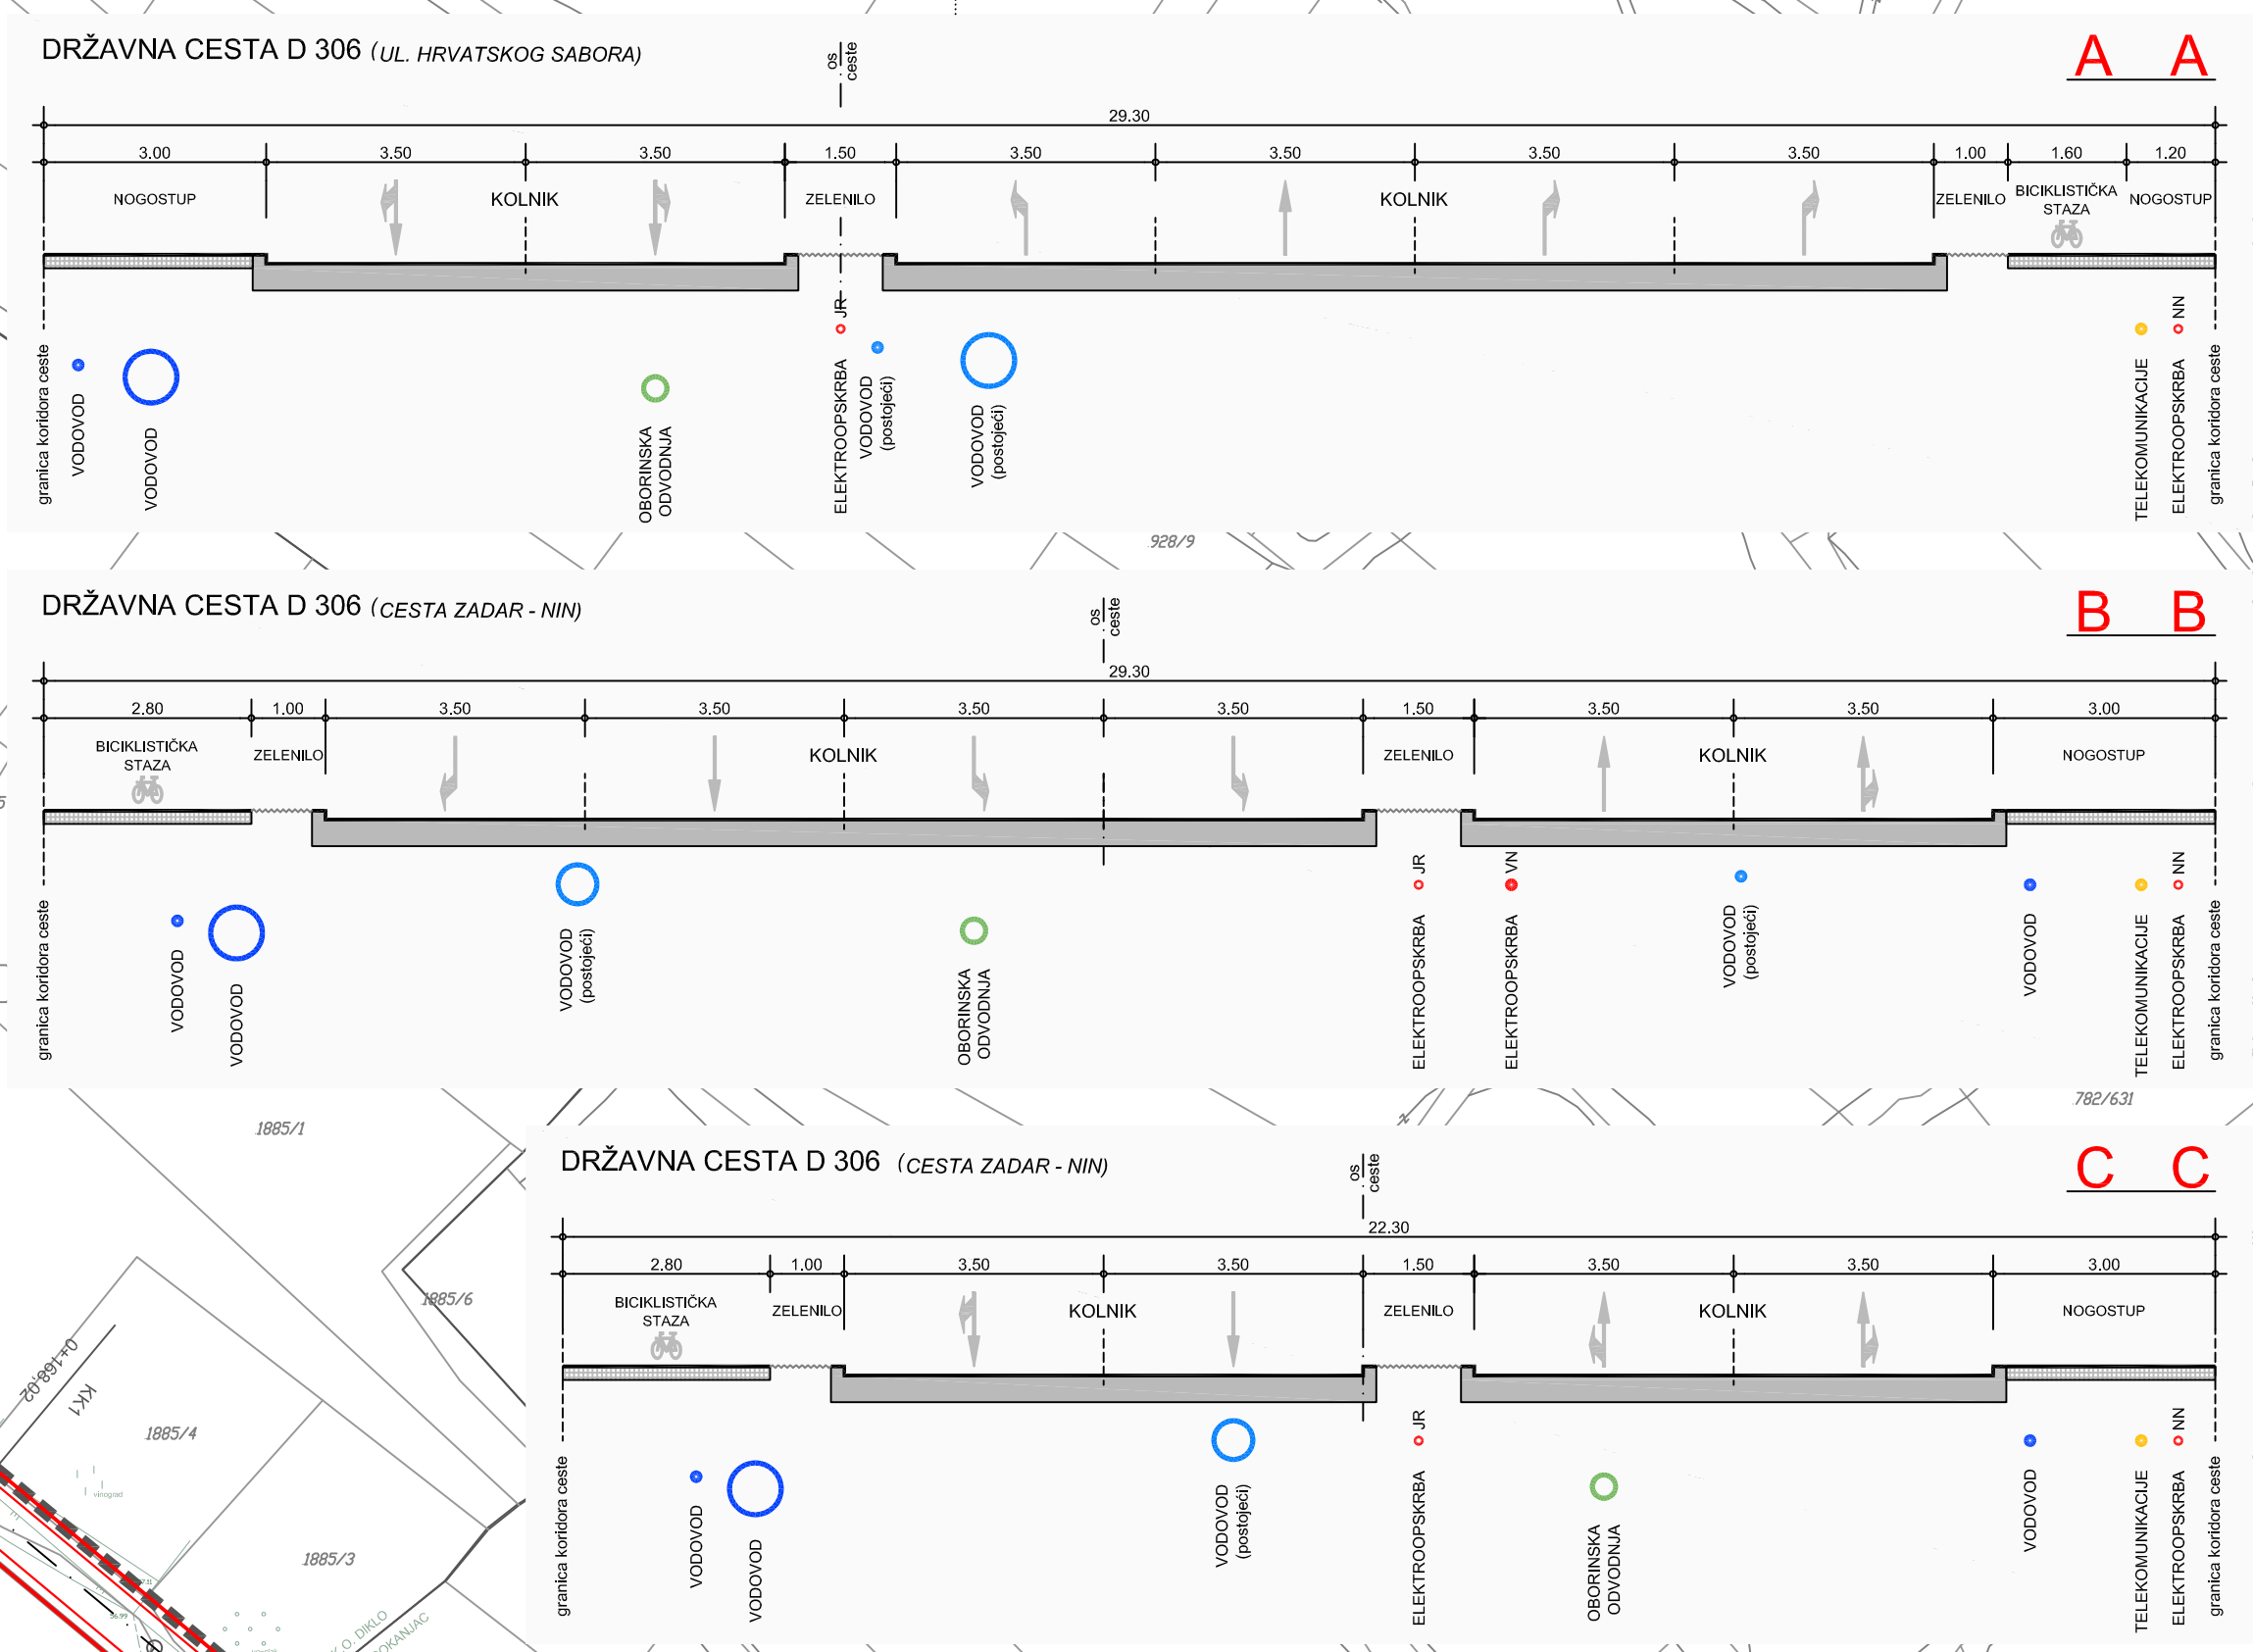 DRŽAVNA CESTA D 306 (UL. HRVATSKOG SABORA)
os
ceste
A A
29.30
3.00 3.50 3.50 1.50 3.50 3.50 3.50 3.50 1.00 1.60 1.20
NOGOSTUP KOLNIK ZELENILO KOLNIK ZELENILO BICIKLISTIČKA STAZA NOGOSTUP
granica koridora ceste
VODOVOD
VODOVOD
OBORINSKA
ODVODNJA
ELEKTROOPSKRBA JR
VODOVOD
(postojeći)
VODOVOD
(postojeći)
TELEKOMUNIKACIJE
ELEKTROOPSKRBA NN
granica koridora ceste
928/9
DRŽAVNA CESTA D 306 (CESTA ZADAR - NIN)
os
ceste
B B
29.30
2.80 1.00 3.50 3.50 3.50 3.50 1.50 3.50 3.50 3.00
BICIKLISTIČKA STAZA ZELENILO KOLNIK ZELENILO KOLNIK NOGOSTUP
granica koridora ceste
VODOVOD
VODOVOD
VODOVOD
(postojeći)
OBORINSKA
ODVODNJA
ELEKTROOPSKRBA JR
ELEKTROOPSKRBA VN
VODOVOD
(postojeći)
VODOVOD
TELEKOMUNIKACIJE
ELEKTROOPSKRBA NN
granica koridora ceste
1885/1
782/631
DRŽAVNA CESTA D 306 (CESTA ZADAR - NIN)
os
ceste
C C
22.30
2.80 1.00 3.50 3.50 1.50 3.50 3.50 3.00
BICIKLISTIČKA STAZA ZELENILO KOLNIK ZELENILO KOLNIK NOGOSTUP
granica koridora ceste
VODOVOD
VODOVOD
VODOVOD
(postojeći)
ELEKTROOPSKRBA JR
OBORINSKA
ODVODNJA
VODOVOD
TELEKOMUNIKACIJE
ELEKTROOPSKRBA NN
granica koridora ceste
1885/6
0+168,02
KK1
1885/4
vinograd
1885/3
56.99
K.O. DIKLO